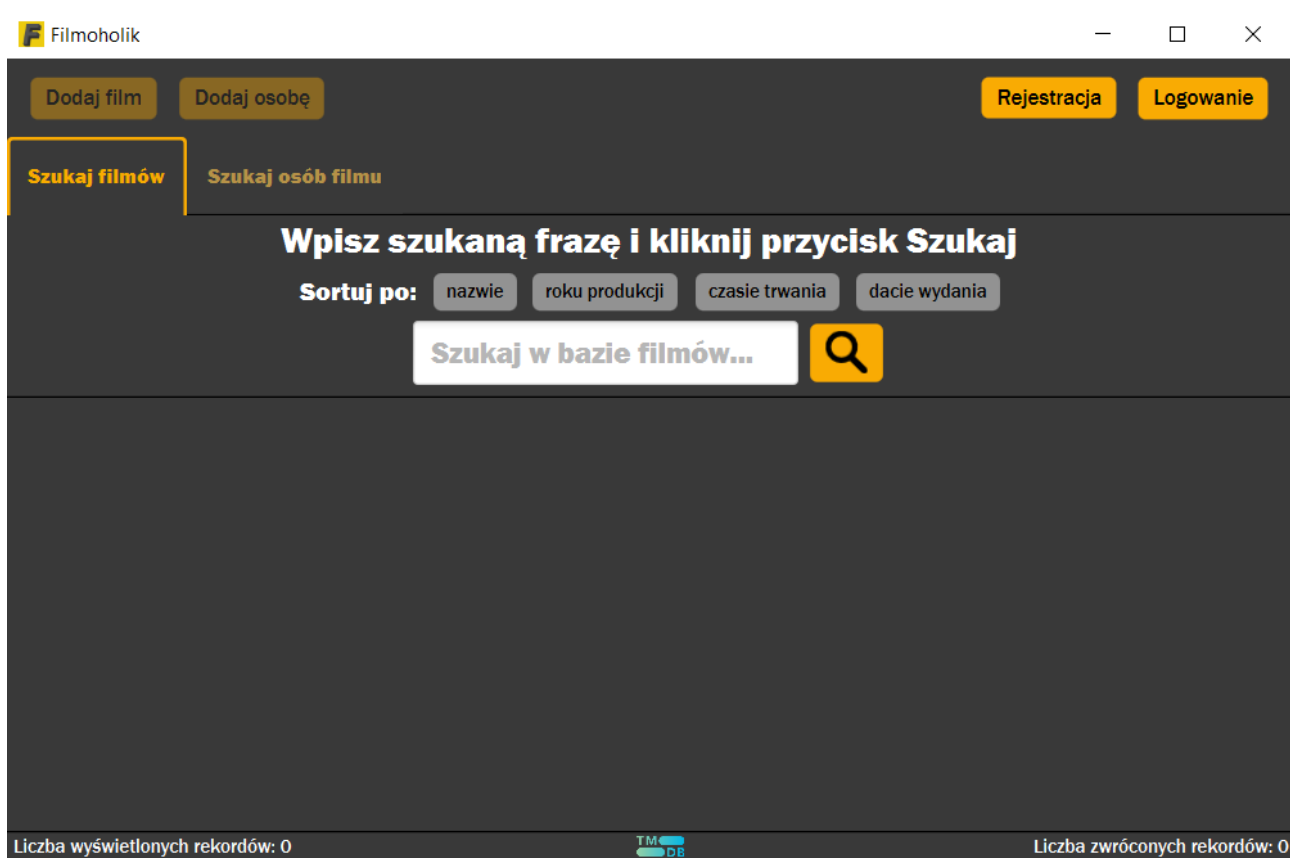 F Filmoholik
Dodaj film Dodaj osobę Rejestracja Logowanie
Szukaj filmów Szukaj osób filmu
Wpisz szukaną frazę i kliknij przycisk Szukaj
Sortuj po: nazwie roku produkcji czasie trwania dacie wydania
Szukaj w bazie filmów...
Liczba wyświetlonych rekordów: 0 TM DB Liczba zwróconych rekordów: 0